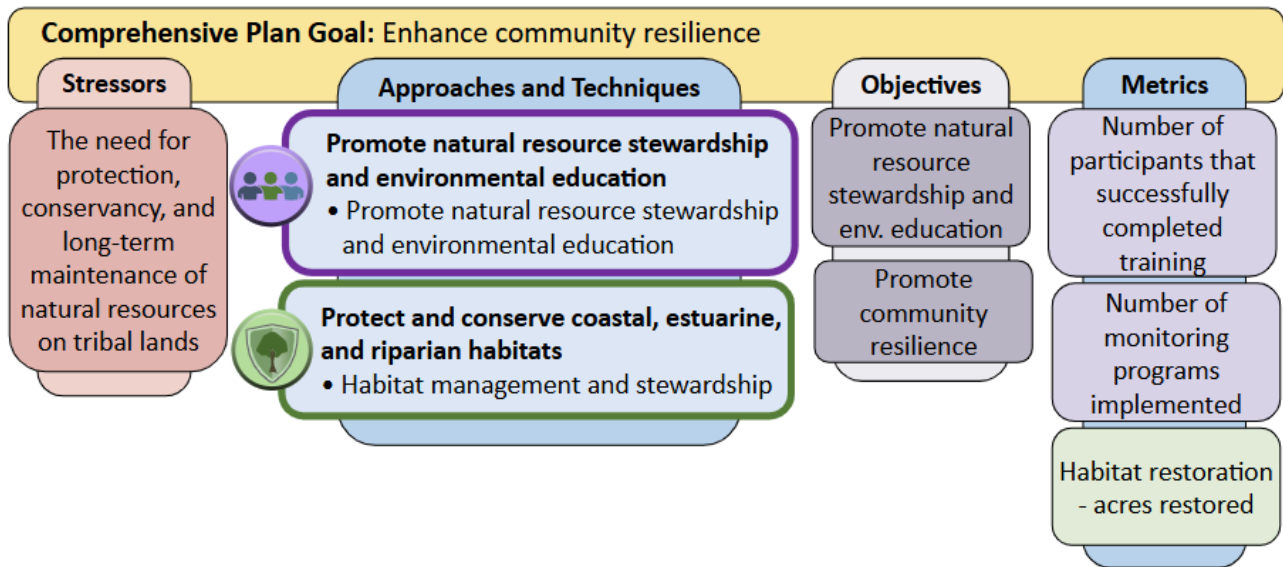 Comprehensive Plan Goal: Enhance community resilience
Stressors
The need for
protection,
conservancy, and
long-term
maintenance of
natural resources
on tribal lands
Approaches and Techniques
Promote natural resource stewardship
and environmental education
• Promote natural resource stewardship
and environmental education
Protect and conserve coastal, estuarine,
and riparian habitats
• Habitat management and stewardship
Objectives
Promote natural
resource
stewardship and
env. education
Promote
community
resilience
Metrics
Number of
participants that
successfully
completed
training
Number of
monitoring
programs
implemented
Habitat restoration
- acres restored